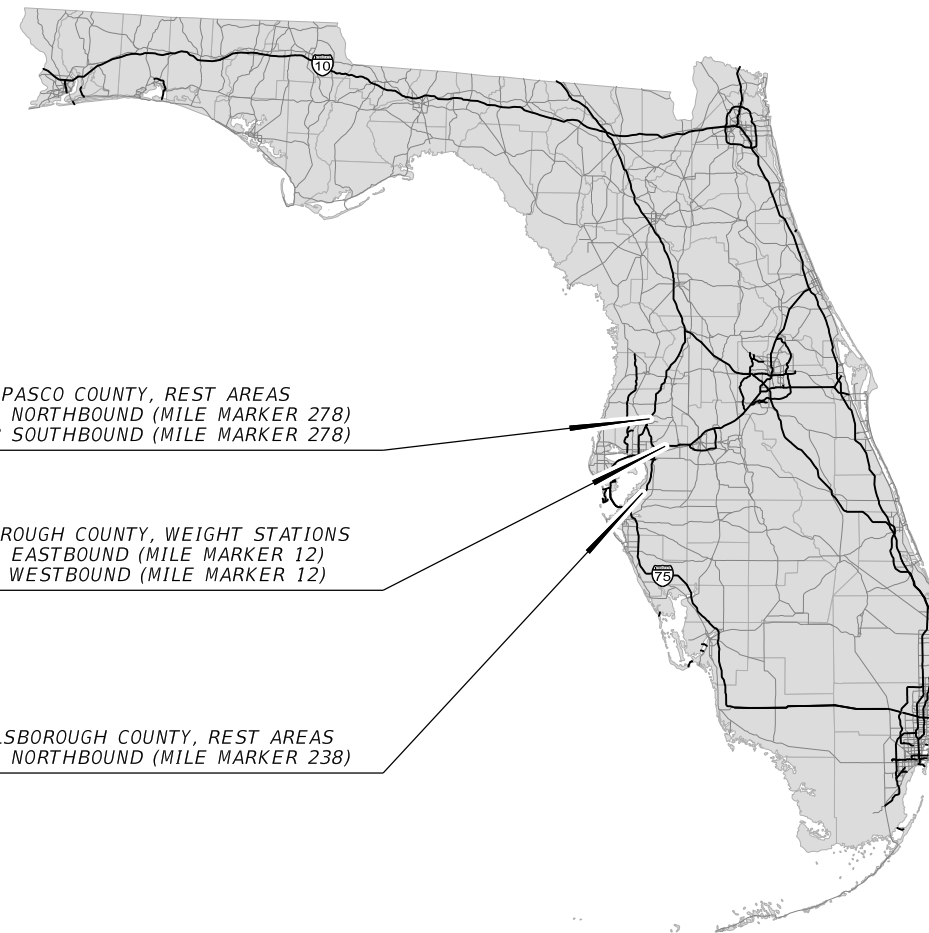 10
PASCO COUNTY, REST AREAS
NORTHBOUND (MILE MARKER 278)
SOUTHBOUND (MILE MARKER 278)
ROUGH COUNTY, WEIGHT STATIONS
EASTBOUND (MILE MARKER 12)
WESTBOUND (MILE MARKER 12)
75
LSBOROUGH COUNTY, REST AREAS
NORTHBOUND (MILE MARKER 238)